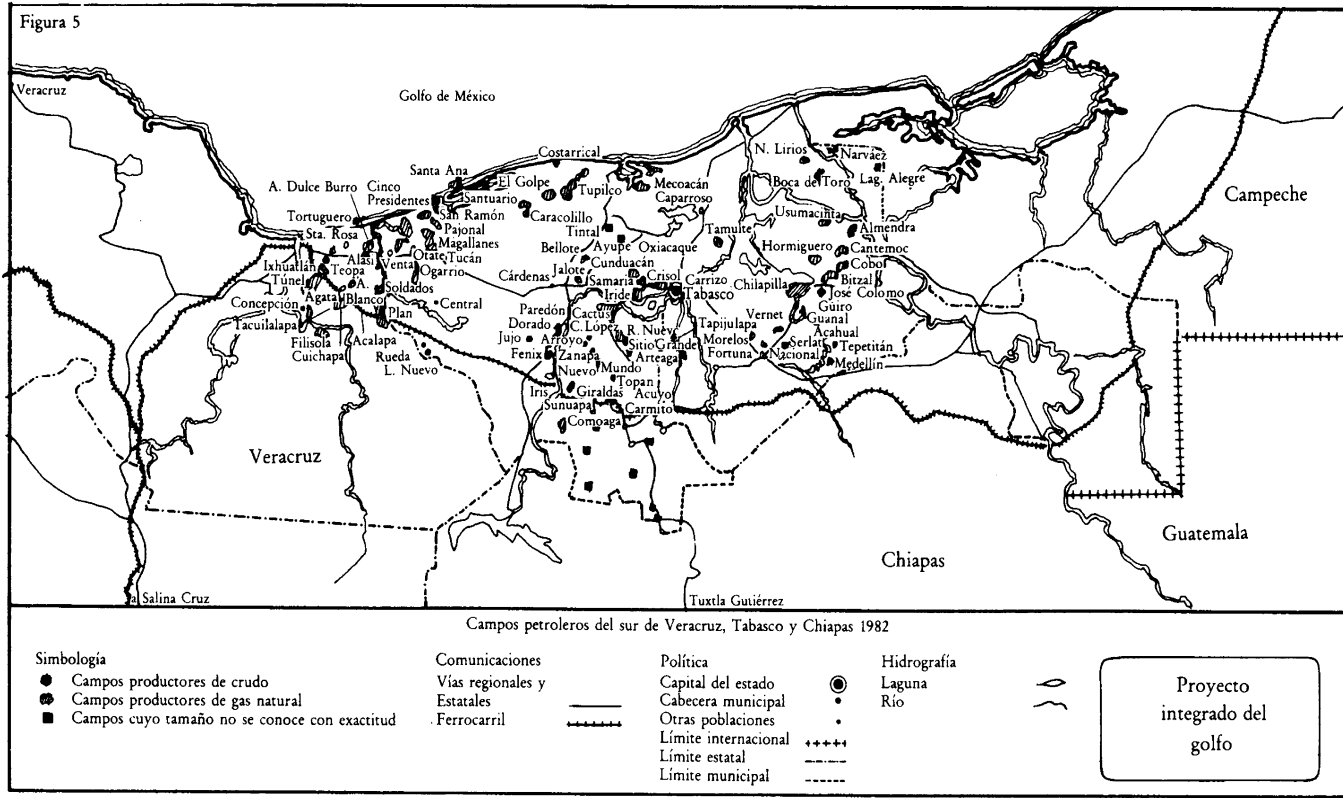 Figura 5
Veracruz
Golfo de México
Costarrical
Santa Ana
El Golpe
Santuario
Tupilco
Mecoacán
Caparroso
A. Dulce Burro
Cinco
Presidentes
Tortuguero
Sta. Rosa
San Ramón
Pajonal
Magallanes
Caracolillo
Tintal
Ayupe
Oxiacaque
Bellote
Otate
Tucán
Ogarrio
Alasi
Venta
Ixhuatlán
Teopa
Túnel
A.
Blanco
Soldados
Agata
Concepción
Plan
Central
Tacuilalapa
Filisola
Cuichapa
Acalapa
Rueda
L. Nuevo
Cárdenas
Jalote
Cunduacán
Samaria
Crisol
Carrizo
Iride
Tabasco
Paredón
Cactus
Dorado
C. López
R. Nuev
Jujo
Arroyo
Sitio
Grande
Fenix
Zanapa
Arteaga
Nuevo
Mundo
Topan
Iris
Giraldas
Acuyo
Sunuapa
Carmito
Comoaga
N. Lirios
Narváez
Boca de Toro
Lag. Alegre
Usumacinta
Tamulte
Almendra
Hormiguero
Cantemoc
Cobo
Chilapilla
Bitzal
José Colomo
Guiro
Vernet
Guanal
Tapijulapa
Acahual
Morelos
Serlat
Tepetitán
Fortuna
Nacional
Medellín
Campeche
Veracruz
Chiapas
Guatemala
a Salina Cruz
Tuxtla Gutiérrez
Campos petroleros del sur de Veracruz, Tabasco y Chiapas 1982
Simbología
Campos productores de crudo
Campos productores de gas natural
Campos cuyo tamaño no se conoce con exactitud
Comunicaciones
Vías regionales y
Estatales
Ferrocarril
Política
Capital del estado
Cabecera municipal
Otras poblaciones
Límite internacional
Límite estatal
Límite municipal
Hidrografía
Laguna
Río
Proyecto
integrado del
golfo